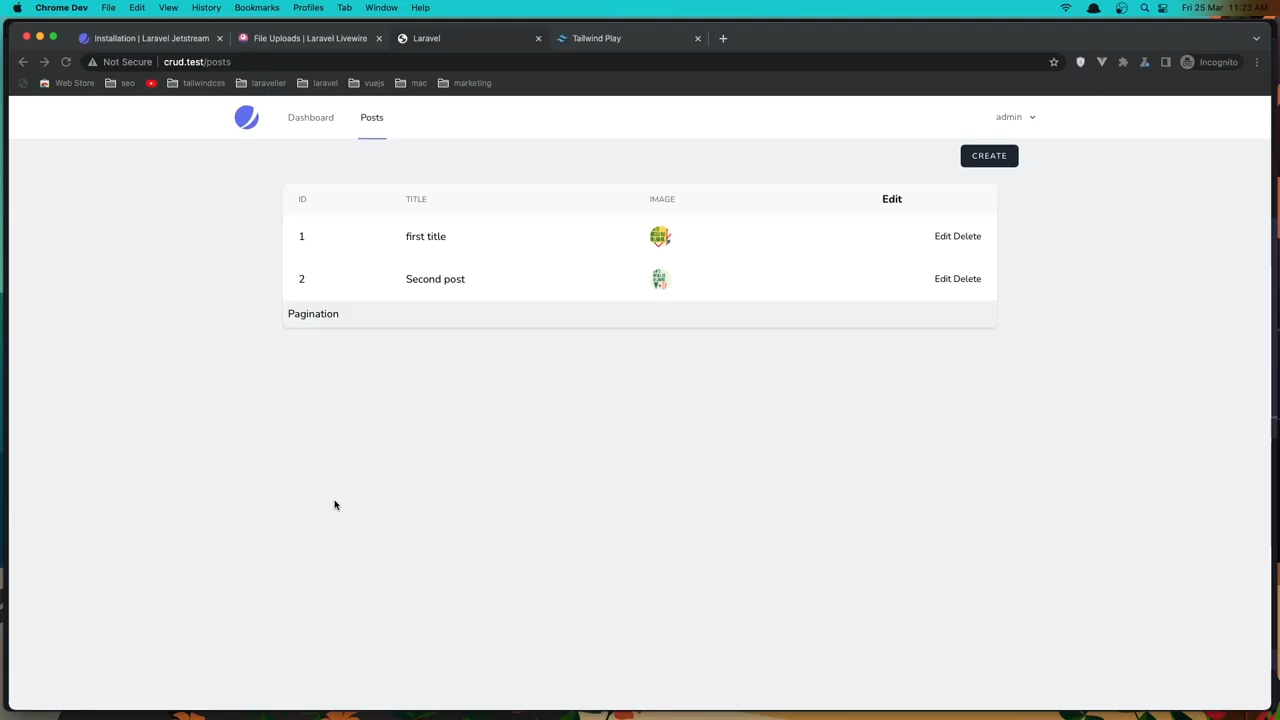 Chrome Dev File Edit View History Bookmarks Profiles Tab Window Help Fri 25 Mar 11:23 AM
Installation | Laravel Jetstream File Uploads | Laravel Livewire Laravel Tailwind Play
Not Secure crud.test/posts Incognito
Web Store seo tailwindcss laraveller laravel vuejs mac marketing
Dashboard Posts admin
CREATE
ID TITLE IMAGE Edit
1 first title Edit Delete
2 Second post Edit Delete
Pagination